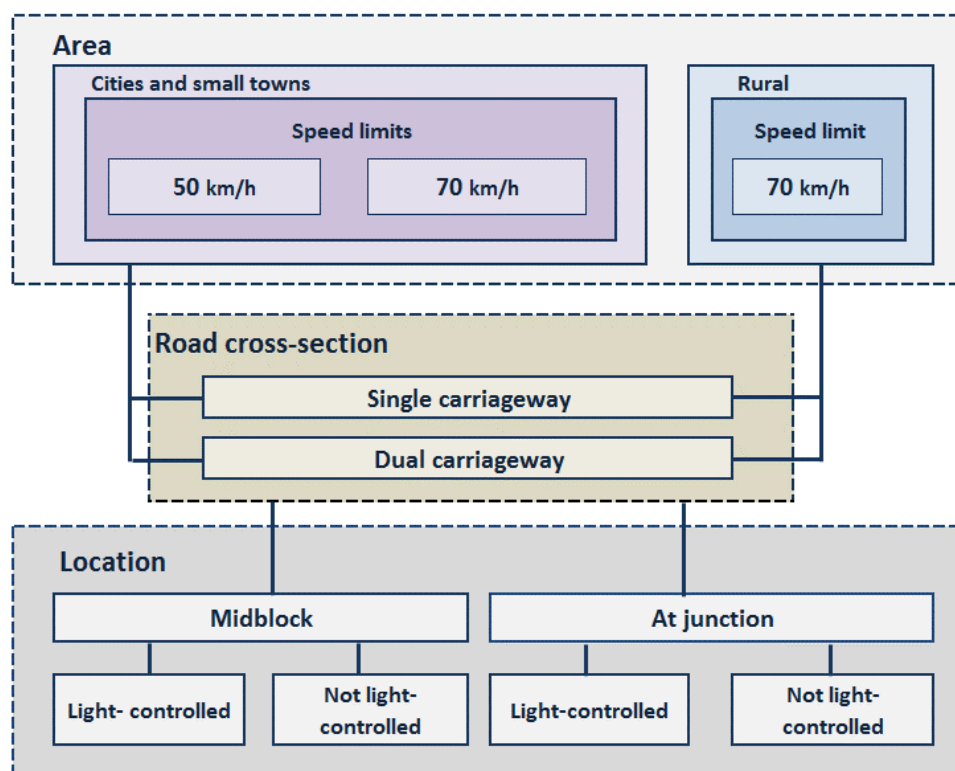 Area
Cities and small towns
Rural
Speed limits
Speed limit
50 km/h
70 km/h
70 km/h
Road cross-section
Single carriageway
Dual carriageway
Location
Midblock
At junction
Light- controlled
Not light-
controlled
Light-controlled
Not light-
controlled